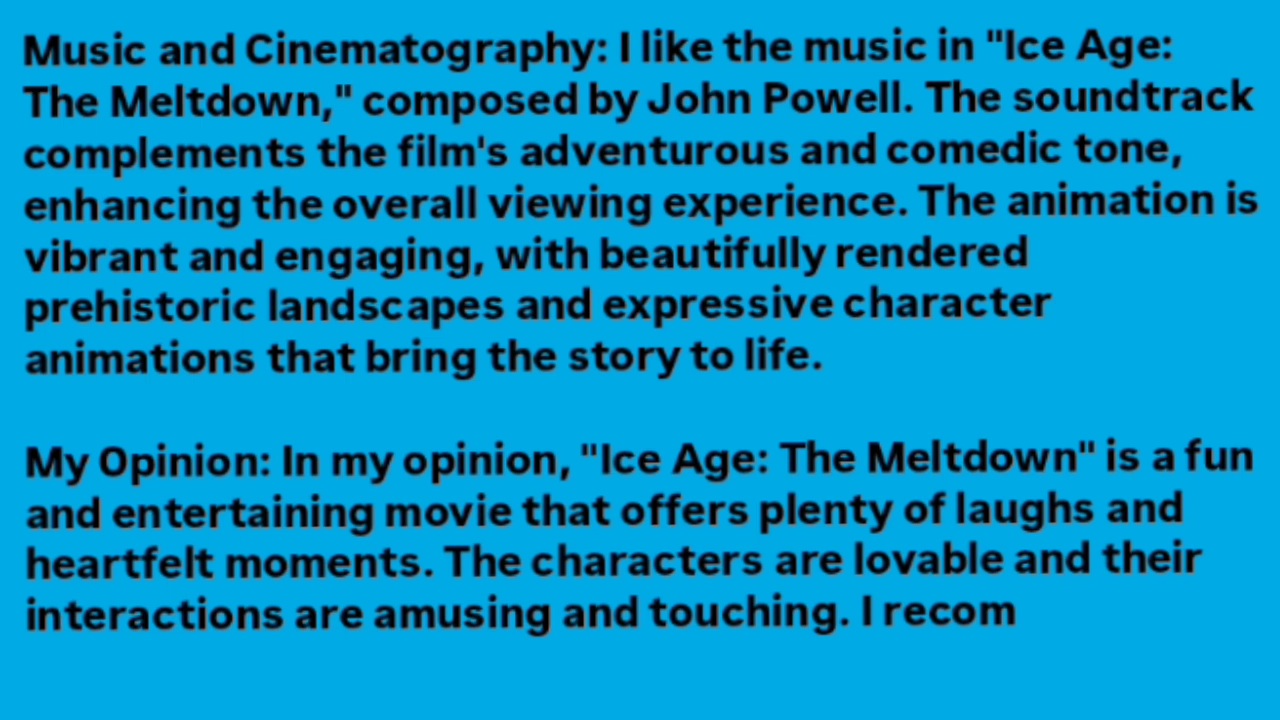 Music and Cinematography: I like the music in "Ice Age:
The Meltdown," composed by John Powell. The soundtrack
complements the film's adventurous and comedic tone,
enhancing the overall viewing experience. The animation is
vibrant and engaging, with beautifully rendered
prehistoric landscapes and expressive character
animations that bring the story to life.
My Opinion: In my opinion, "Ice Age: The Meltdown" is a fun
and entertaining movie that offers plenty of laughs and
heartfelt moments. The characters are lovable and their
interactions are amusing and touching. I recom